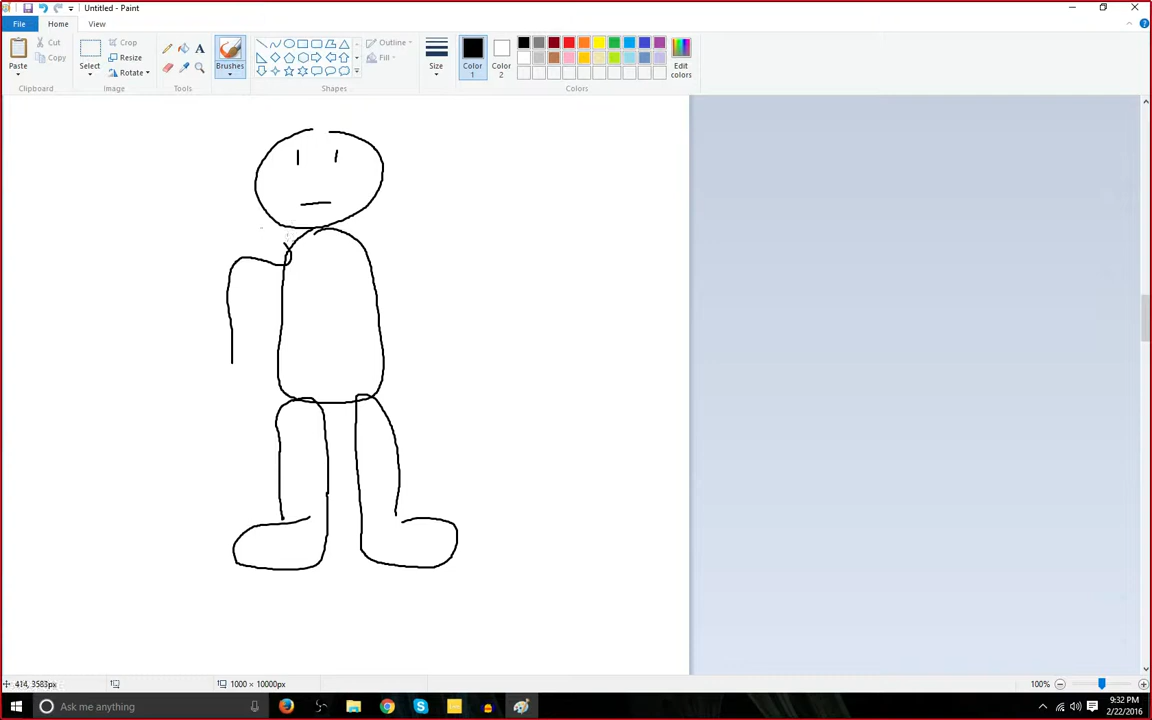 Untitled - Paint
File Home View
Paste Cut Copy Clipboard
Select Crop Resize Rotate Image
Tools
Brushes
Shapes Outline Fill
Size
Color 1
Color 2
Edit colors
Colors
414, 3583px 1000 × 10000px 100%
Ask me anything
9:32 PM
2/22/2016